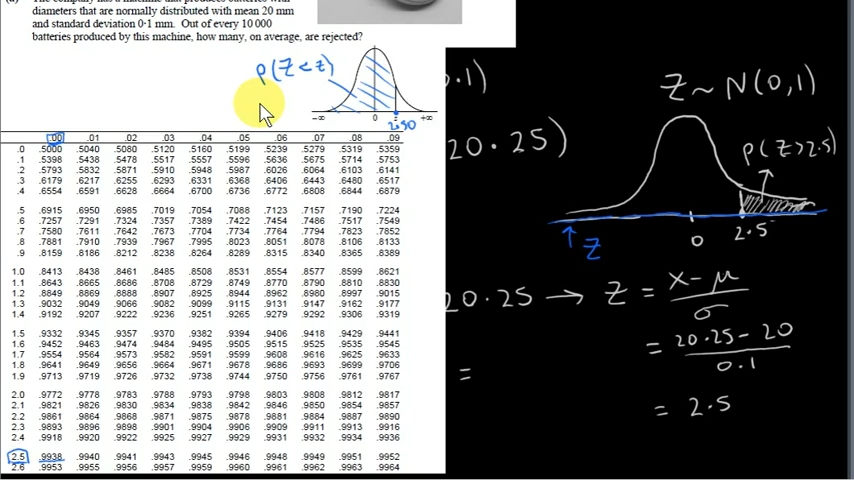 diameters that are normally distributed with mean 20 mm
and standard deviation 0·1 mm. Out of every 10 000
batteries produced by this machine, how many, on average, are rejected?
P(Z<z)
-∞ 0 z +∞
2.50
.00 .01 .02 .03 .04 .05 .06 .07 .08 .09
.0 .5000 .5040 .5080 .5120 .5160 .5199 .5239 .5279 .5319 .5359
.1 .5398 .5438 .5478 .5517 .5557 .5596 .5636 .5675 .5714 .5753
.2 .5793 .5832 .5871 .5910 .5948 .5987 .6026 .6064 .6103 .6141
.3 .6179 .6217 .6255 .6293 .6331 .6368 .6406 .6443 .6480 .6517
.4 .6554 .6591 .6628 .6664 .6700 .6736 .6772 .6808 .6844 .6879
.5 .6915 .6950 .6985 .7019 .7054 .7088 .7123 .7157 .7190 .7224
.6 .7257 .7291 .7324 .7357 .7389 .7422 .7454 .7486 .7517 .7549
.7 .7580 .7611 .7642 .7673 .7704 .7734 .7764 .7794 .7823 .7852
.8 .7881 .7910 .7939 .7967 .7995 .8023 .8051 .8078 .8106 .8133
.9 .8159 .8186 .8212 .8238 .8264 .8289 .8315 .8340 .8365 .8389
1.0 .8413 .8438 .8461 .8485 .8508 .8531 .8554 .8577 .8599 .8621
1.1 .8643 .8665 .8686 .8708 .8729 .8749 .8770 .8790 .8810 .8830
1.2 .8849 .8869 .8888 .8907 .8925 .8944 .8962 .8980 .8997 .9015
1.3 .9032 .9049 .9066 .9082 .9099 .9115 .9131 .9147 .9162 .9177
1.4 .9192 .9207 .9222 .9236 .9251 .9265 .9279 .9292 .9306 .9319
1.5 .9332 .9345 .9357 .9370 .9382 .9394 .9406 .9418 .9429 .9441
1.6 .9452 .9463 .9474 .9484 .9495 .9505 .9515 .9525 .9535 .9545
1.7 .9554 .9564 .9573 .9582 .9591 .9599 .9608 .9616 .9625 .9633
1.8 .9641 .9649 .9656 .9664 .9671 .9678 .9686 .9693 .9699 .9706
1.9 .9713 .9719 .9726 .9732 .9738 .9744 .9750 .9756 .9761 .9767
2.0 .9772 .9778 .9783 .9788 .9793 .9798 .9803 .9808 .9812 .9817
2.1 .9821 .9826 .9830 .9834 .9838 .9842 .9846 .9850 .9854 .9857
2.2 .9861 .9864 .9868 .9871 .9875 .9878 .9881 .9884 .9887 .9890
2.3 .9893 .9896 .9898 .9901 .9904 .9906 .9909 .9911 .9913 .9916
2.4 .9918 .9920 .9922 .9925 .9927 .9929 .9931 .9932 .9934 .9936
2.5 .9938 .9940 .9941 .9943 .9945 .9946 .9948 .9949 .9951 .9952
2.6 .9953 .9955 .9956 .9957 .9959 .9960 .9961 .9962 .9963 .9964
0.1)
20.25)
Z ~ N(0,1)
P(Z>2.5)
0 2.5
Z
20.25 → Z = x-μ/σ
= 20.25-20/0.1
=
= 2.5